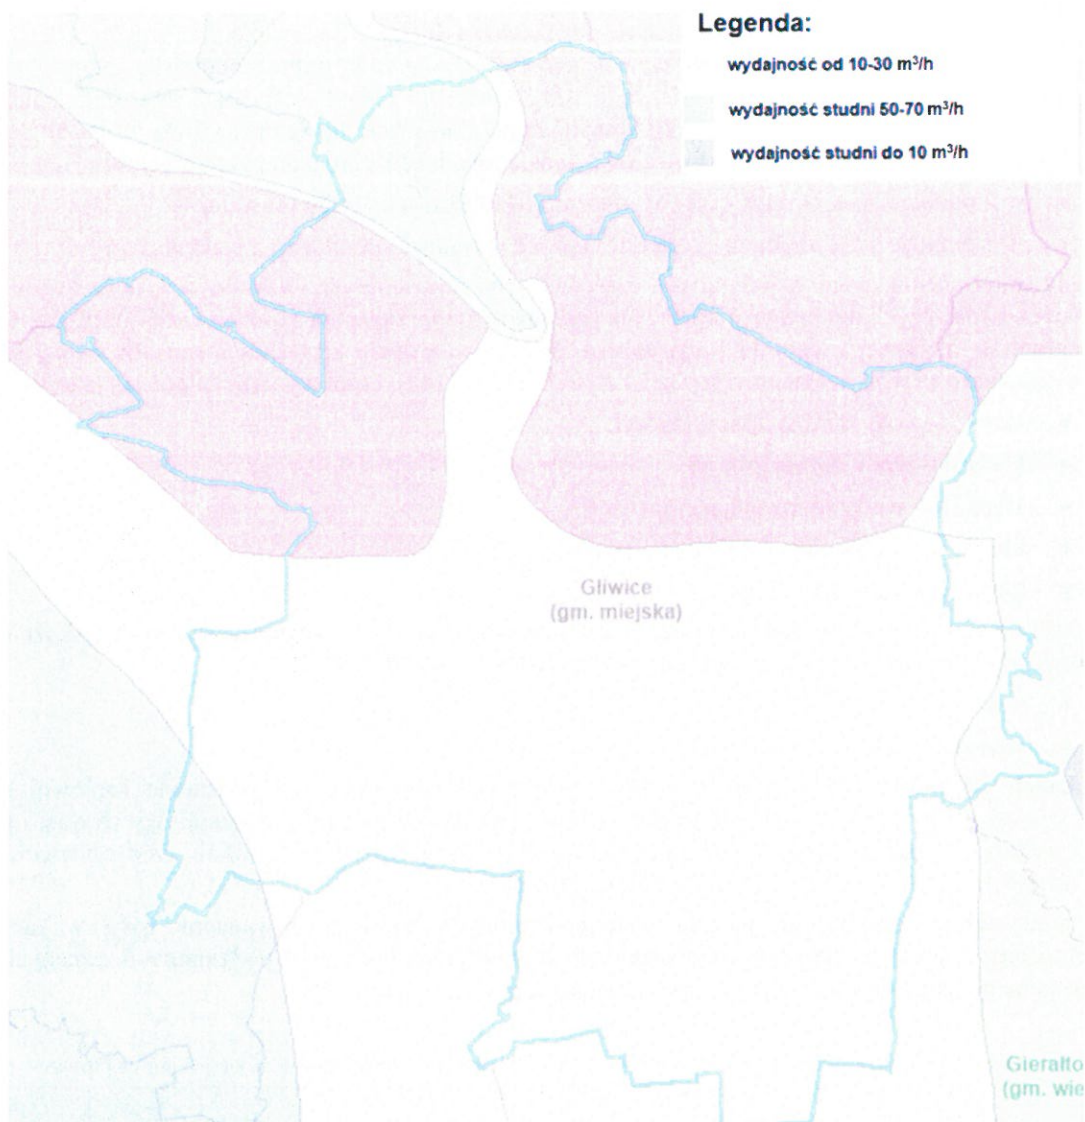 Legenda:
wydajność od 10-30 m³/h
wydajność studni 50-70 m³/h
wydajność studni do 10 m³/h
Gliwice
(gm. miejska)
Gierałto
(gm. wie